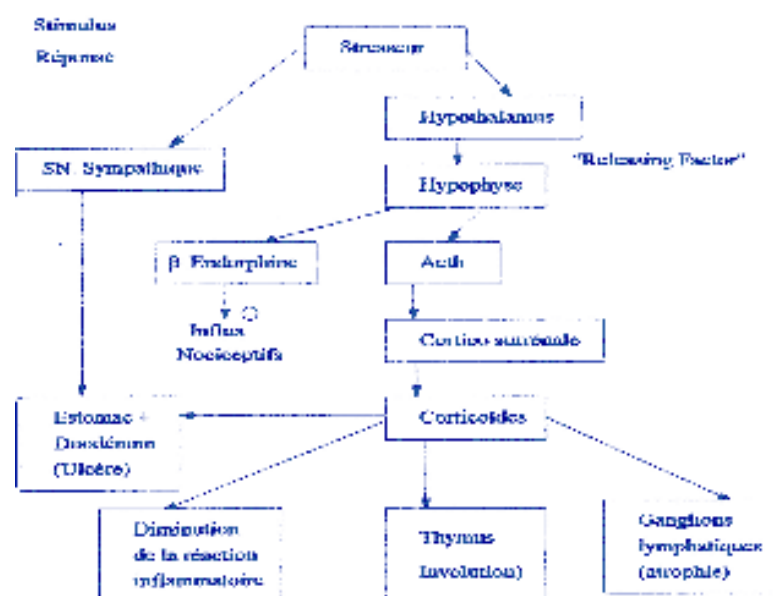 Stimulus
Réponse
Stresseur
Hypothalamus
"Releasing Factor"
SN. Sympathique
Hypophyse
β Endorphine
Acth
Influx
Nociceptifs
Cortico surrénale
Estomac +
Duodénum
(Ulcère)
Corticoïdes
Diminution
de la réaction
inflammatoire
Thymus
Involution)
Ganglions
lymphatiques
(atrophie)